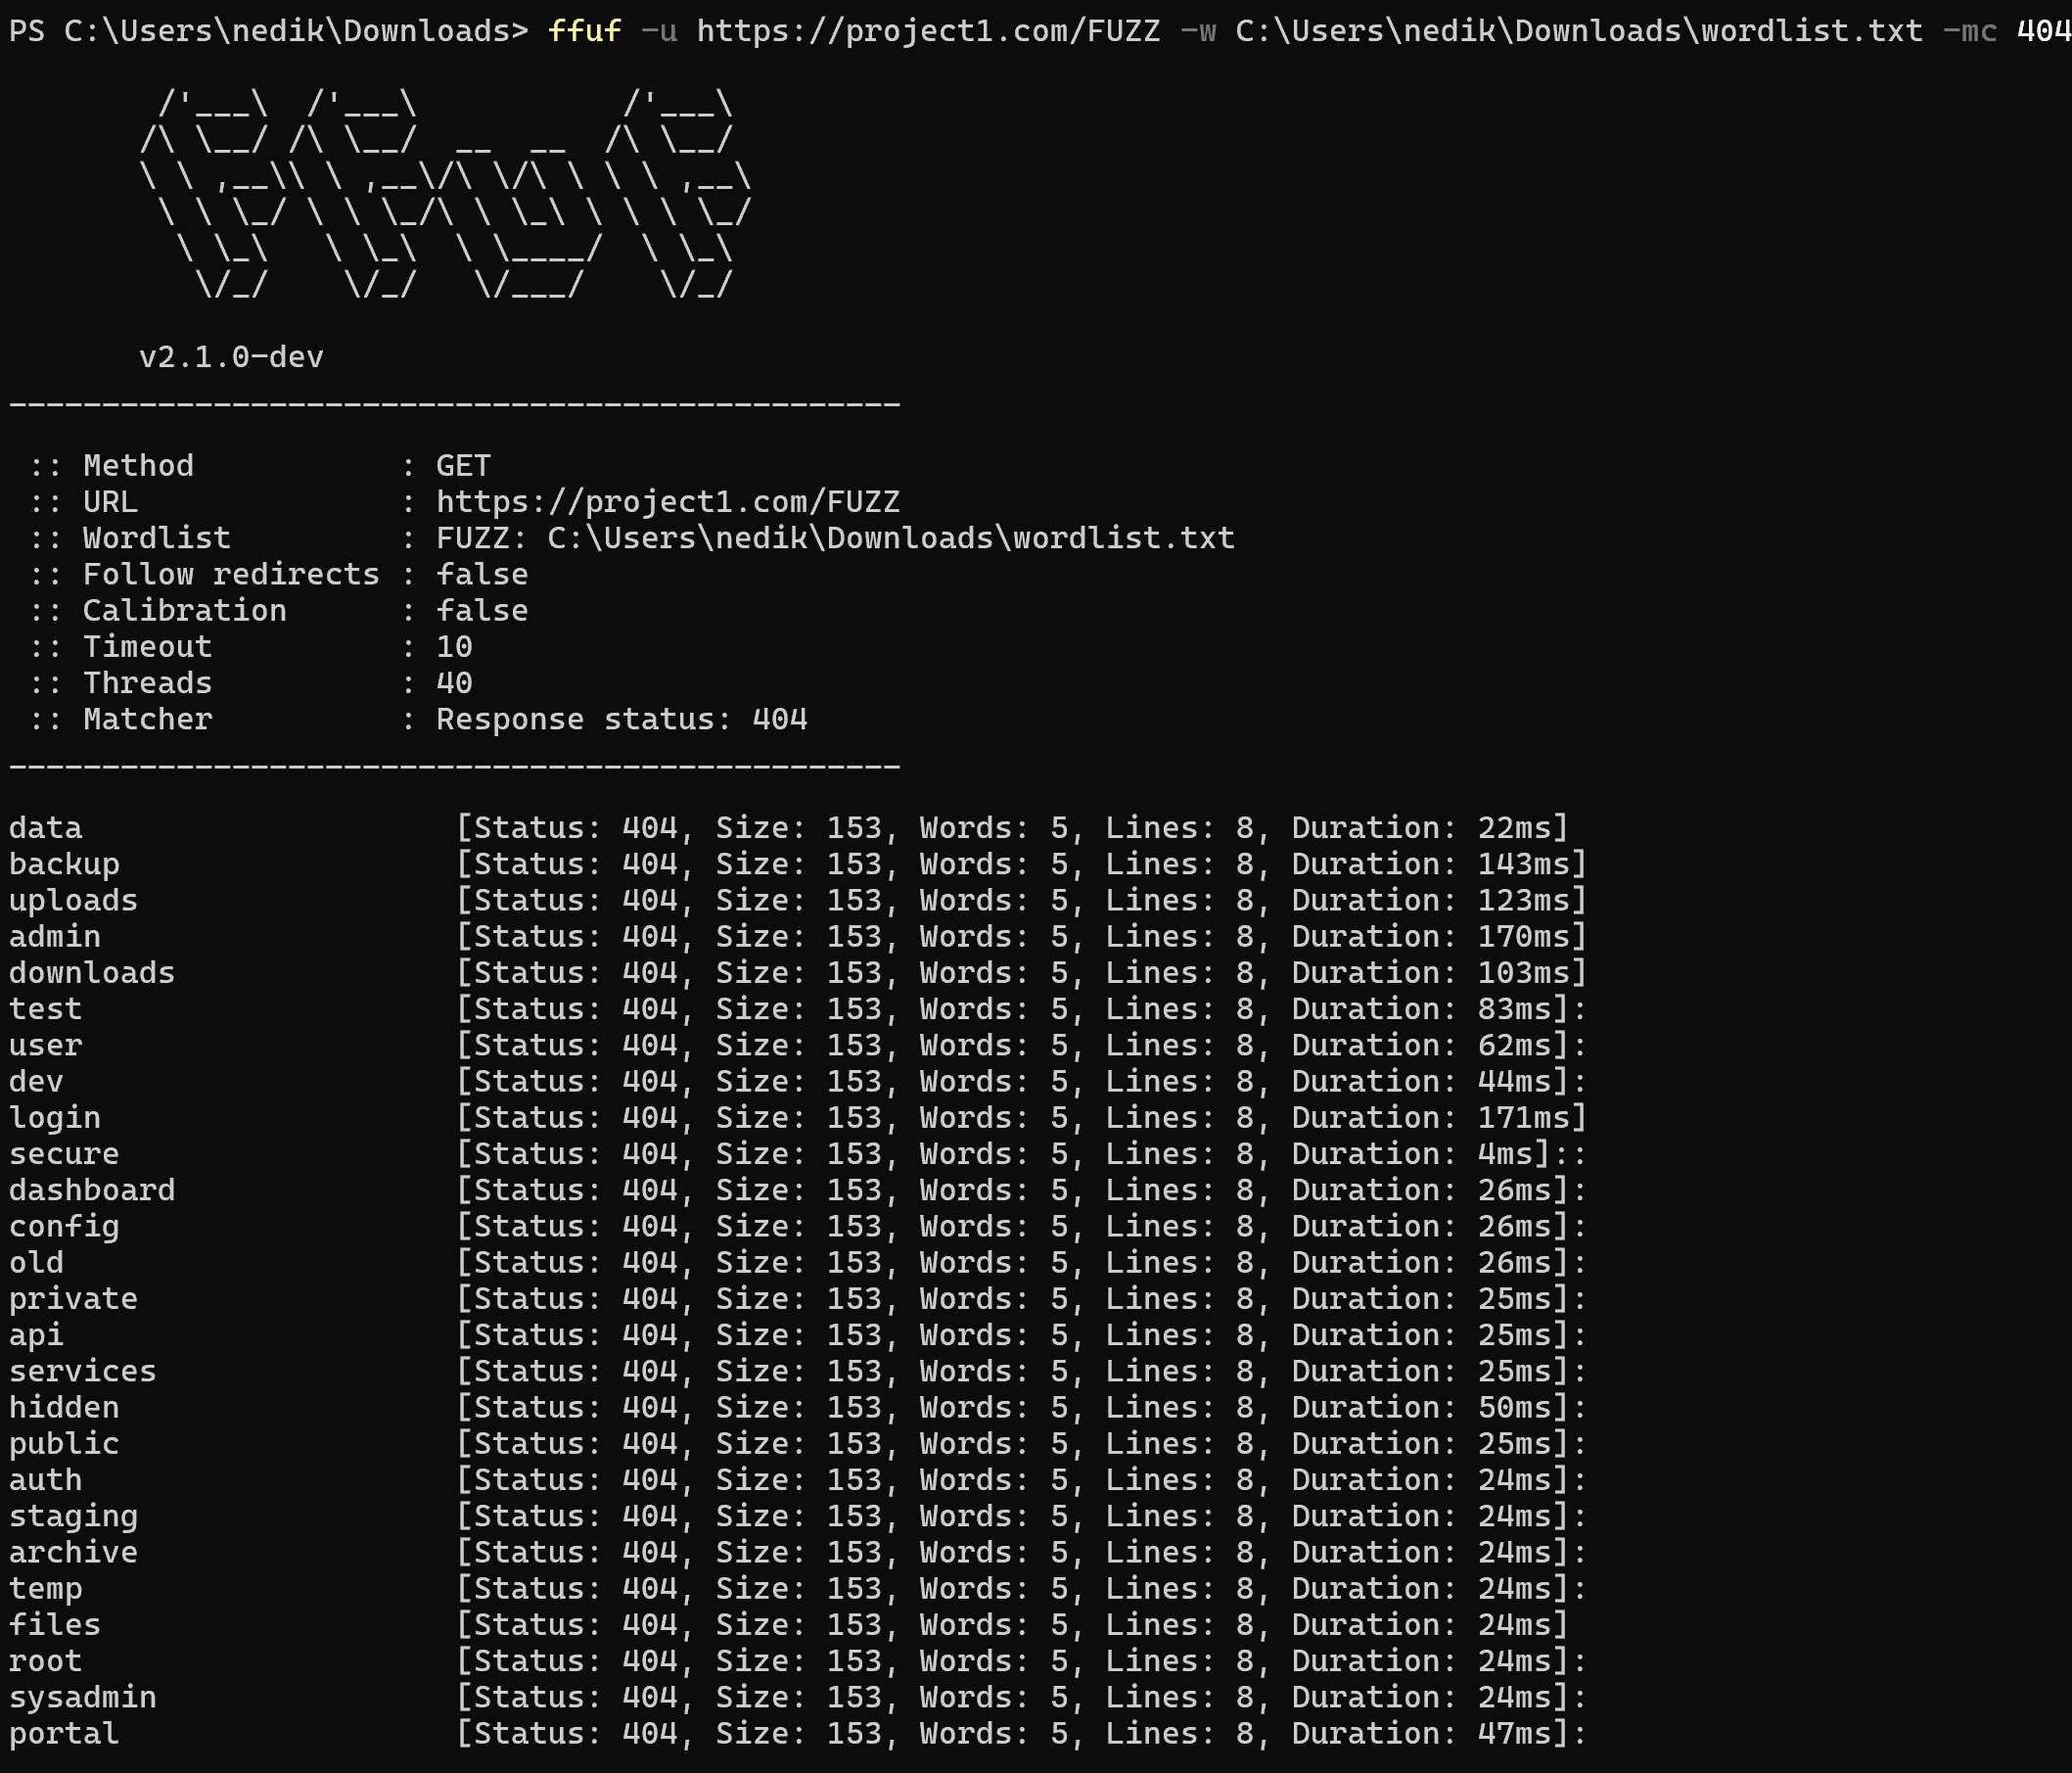 PS C:\Users\nedik\Downloads> ffuf -u https://project1.com/FUZZ -w C:\Users\nedik\Downloads\wordlist.txt -mc 404

        /'___\  /'___\           /'___\
       /\ \__/ /\ \__/  __  __  /\ \__/
       \ \ ,__\\ \ ,__\/\ \/\ \ \ \ ,__\
        \ \ \_/ \ \ \_/\ \ \_\ \ \ \ \_/
         \ \_\   \ \_\  \ \____/  \ \_\
          \/_/    \/_/   \/___/    \/_/

       v2.1.0-dev
________________________________________________

 :: Method           : GET
 :: URL              : https://project1.com/FUZZ
 :: Wordlist         : FUZZ: C:\Users\nedik\Downloads\wordlist.txt
 :: Follow redirects : false
 :: Calibration      : false
 :: Timeout          : 10
 :: Threads          : 40
 :: Matcher          : Response status: 404
________________________________________________

data                    [Status: 404, Size: 153, Words: 5, Lines: 8, Duration: 22ms]
backup                  [Status: 404, Size: 153, Words: 5, Lines: 8, Duration: 143ms]
uploads                 [Status: 404, Size: 153, Words: 5, Lines: 8, Duration: 123ms]
admin                   [Status: 404, Size: 153, Words: 5, Lines: 8, Duration: 170ms]
downloads               [Status: 404, Size: 153, Words: 5, Lines: 8, Duration: 103ms]
test                    [Status: 404, Size: 153, Words: 5, Lines: 8, Duration: 83ms]:
user                    [Status: 404, Size: 153, Words: 5, Lines: 8, Duration: 62ms]:
dev                     [Status: 404, Size: 153, Words: 5, Lines: 8, Duration: 44ms]:
login                   [Status: 404, Size: 153, Words: 5, Lines: 8, Duration: 171ms]
secure                  [Status: 404, Size: 153, Words: 5, Lines: 8, Duration: 4ms]::
dashboard               [Status: 404, Size: 153, Words: 5, Lines: 8, Duration: 26ms]:
config                  [Status: 404, Size: 153, Words: 5, Lines: 8, Duration: 26ms]:
old                     [Status: 404, Size: 153, Words: 5, Lines: 8, Duration: 26ms]:
private                 [Status: 404, Size: 153, Words: 5, Lines: 8, Duration: 25ms]:
api                     [Status: 404, Size: 153, Words: 5, Lines: 8, Duration: 25ms]:
services                [Status: 404, Size: 153, Words: 5, Lines: 8, Duration: 25ms]:
hidden                  [Status: 404, Size: 153, Words: 5, Lines: 8, Duration: 50ms]:
public                  [Status: 404, Size: 153, Words: 5, Lines: 8, Duration: 25ms]:
auth                    [Status: 404, Size: 153, Words: 5, Lines: 8, Duration: 24ms]:
staging                 [Status: 404, Size: 153, Words: 5, Lines: 8, Duration: 24ms]:
archive                 [Status: 404, Size: 153, Words: 5, Lines: 8, Duration: 24ms]:
temp                    [Status: 404, Size: 153, Words: 5, Lines: 8, Duration: 24ms]:
files                   [Status: 404, Size: 153, Words: 5, Lines: 8, Duration: 24ms]
root                    [Status: 404, Size: 153, Words: 5, Lines: 8, Duration: 24ms]:
sysadmin                [Status: 404, Size: 153, Words: 5, Lines: 8, Duration: 24ms]:
portal                  [Status: 404, Size: 153, Words: 5, Lines: 8, Duration: 47ms]: